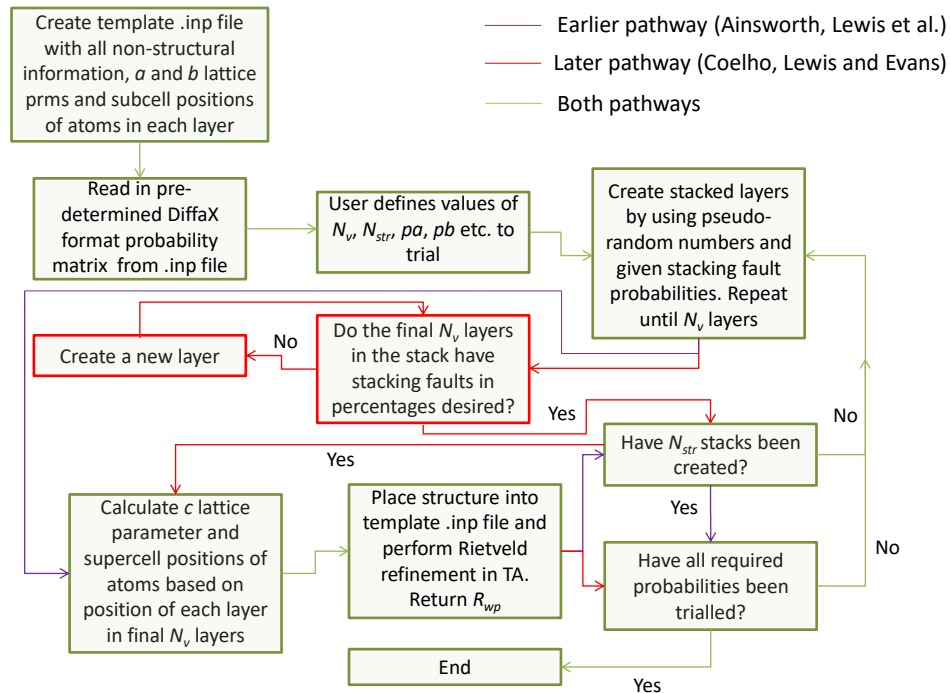 Create template .inp file
with all non-structural
information, a and b lattice
prms and subcell positions
of atoms in each layer
Earlier pathway (Ainsworth, Lewis et al.)
Later pathway (Coelho, Lewis and Evans)
Both pathways
Read in pre-
determined DiffaX
format probability
matrix from .inp file
User defines values of
Nv, Nstr, pa, pb etc. to
trial
Create stacked layers
by using pseudo-
random numbers and
given stacking fault
probabilities. Repeat
until Nv layers
Create a new layer
No
Do the final Nv layers
in the stack have
stacking faults in
percentages desired?
Yes
Have Nstr stacks been
created?
No
Yes
Yes
Calculate c lattice
parameter and
supercell positions of
atoms based on
position of each layer
in final Nv layers
Place structure into
template .inp file and
perform Rietveld
refinement in TA.
Return Rwp
Have all required
probabilities been
trialled?
No
End
Yes